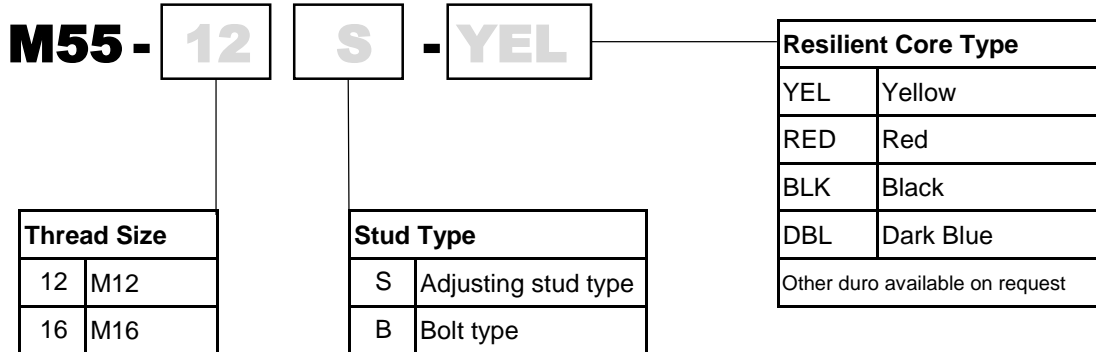 M55 - 12 S - YEL
Resilient Core Type
YEL Yellow
RED Red
BLK Black
DBL Dark Blue
Other duro available on request
Thread Size
12 M12
16 M16
Stud Type
S Adjusting stud type
B Bolt type